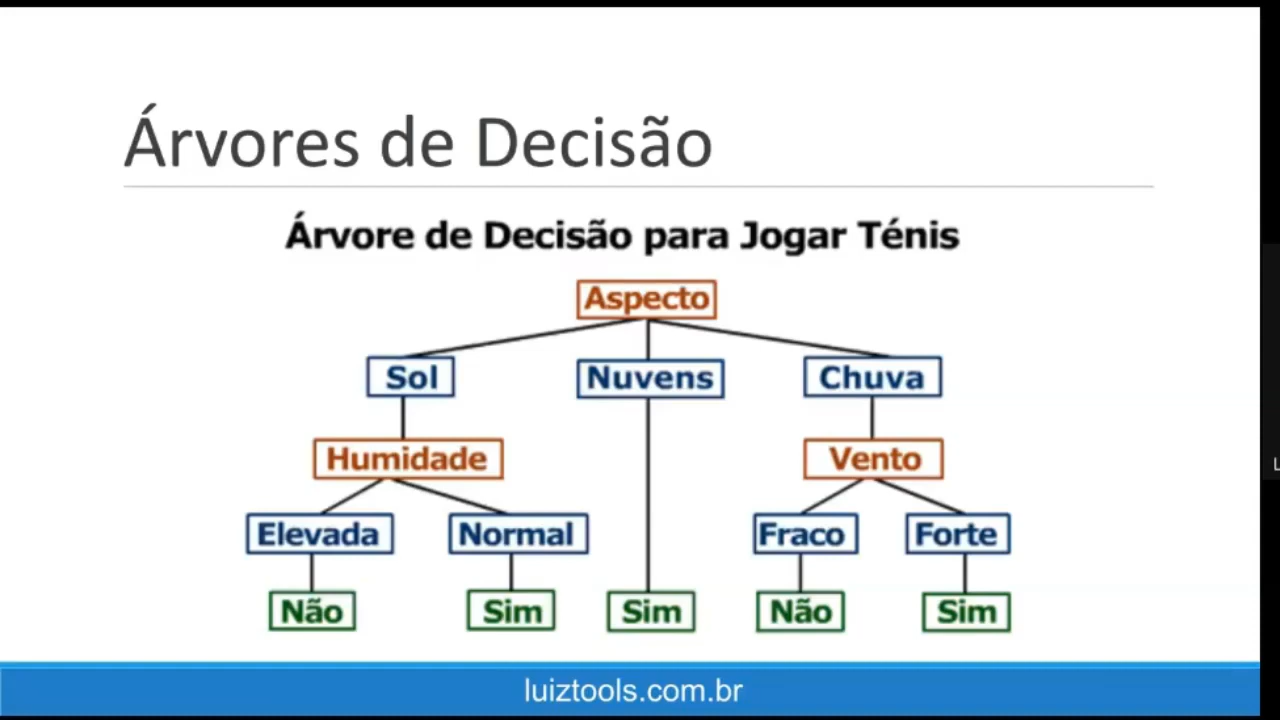 Árvores de Decisão
Árvore de Decisão para Jogar Ténis
Aspecto
Sol Nuvens Chuva
Humidade Vento
Elevada Normal Fraco Forte
Não Sim Sim Não Sim
luiztools.com.br
L